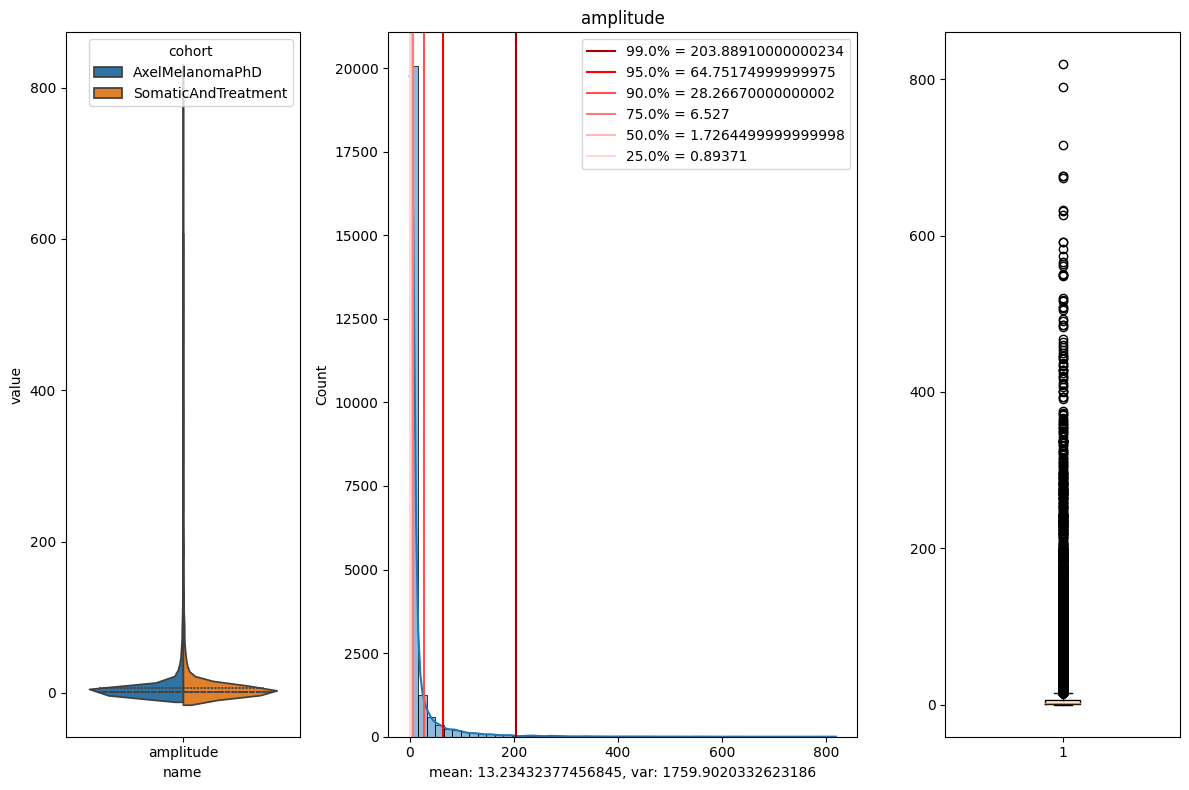 amplitude
cohort
AxelMelanomaPhD
SomaticAndTreatment
value
800
600
400
200
0
amplitude
name
99.0% = 203.88910000000234
95.0% = 64.75174999999975
90.0% = 28.26670000000002
75.0% = 6.527
50.0% = 1.7264499999999998
25.0% = 0.89371
Count
20000
17500
15000
12500
10000
7500
5000
2500
0
0 200 400 600 800
mean: 13.23432377456845, var: 1759.9020332623186
800
600
400
200
0
1